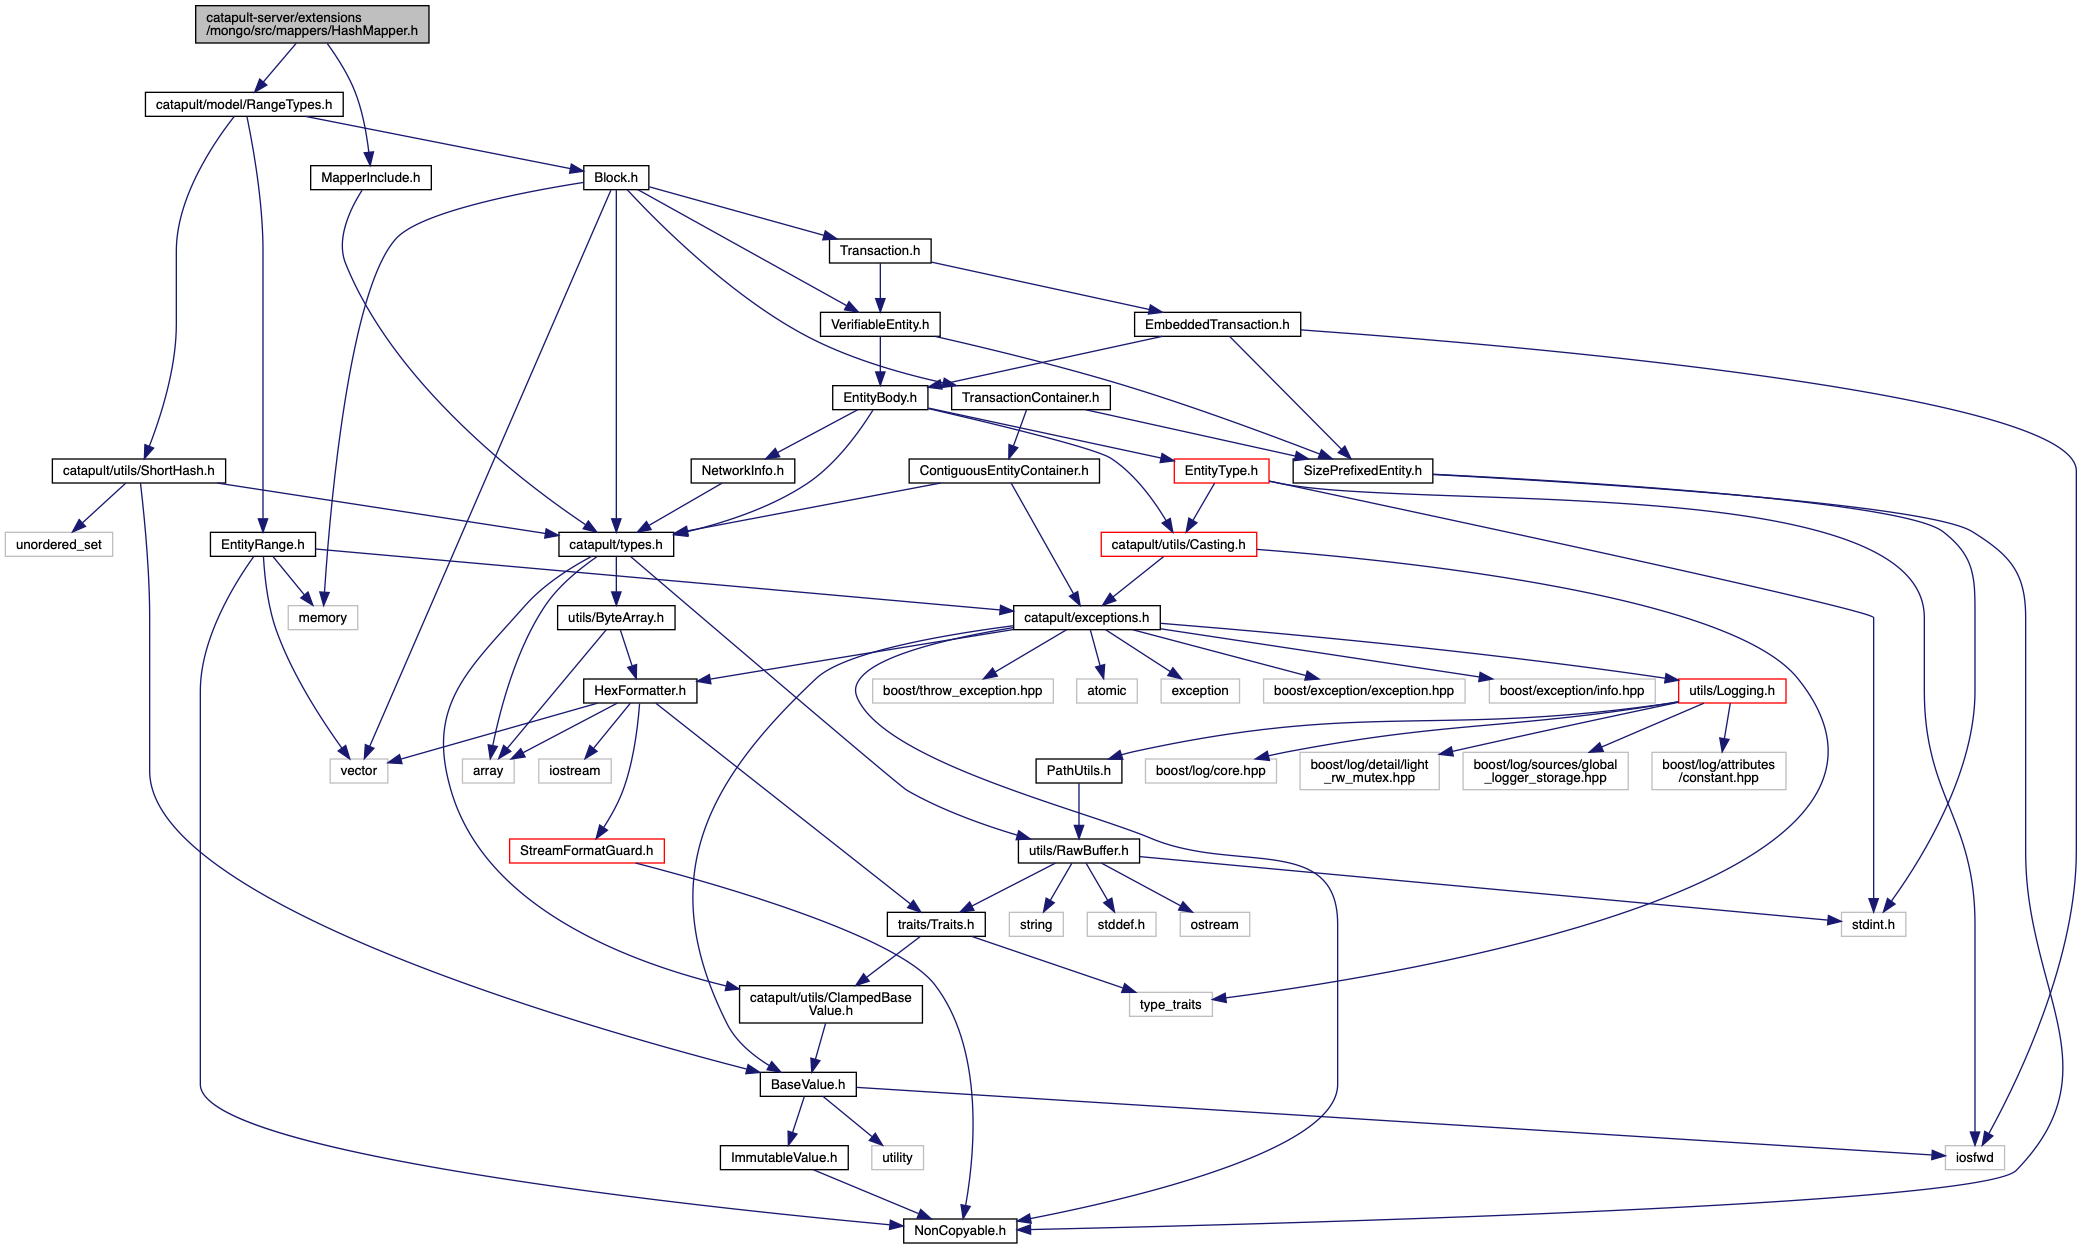 catapult-server/extensions
/mongo/src/mappers/HashMapper.h
catapult/model/RangeTypes.h
MapperInclude.h
Block.h
Transaction.h
VerifiableEntity.h
EmbeddedTransaction.h
EntityBody.h
TransactionContainer.h
catapult/utils/ShortHash.h
NetworkInfo.h
ContiguousEntityContainer.h
EntityType.h
SizePrefixedEntity.h
unordered_set
EntityRange.h
catapult/types.h
catapult/utils/Casting.h
memory
utils/ByteArray.h
catapult/exceptions.h
HexFormatter.h
boost/throw_exception.hpp
atomic
exception
boost/exception/exception.hpp
boost/exception/info.hpp
utils/Logging.h
vector
array
iostream
PathUtils.h
boost/log/core.hpp
boost/log/detail/light
_rw_mutex.hpp
boost/log/sources/global
_logger_storage.hpp
boost/log/attributes
/constant.hpp
StreamFormatGuard.h
utils/RawBuffer.h
traits/Traits.h
string
stddef.h
ostream
stdint.h
catapult/utils/ClampedBase
Value.h
type_traits
BaseValue.h
ImmutableValue.h
utility
iosfwd
NonCopyable.h